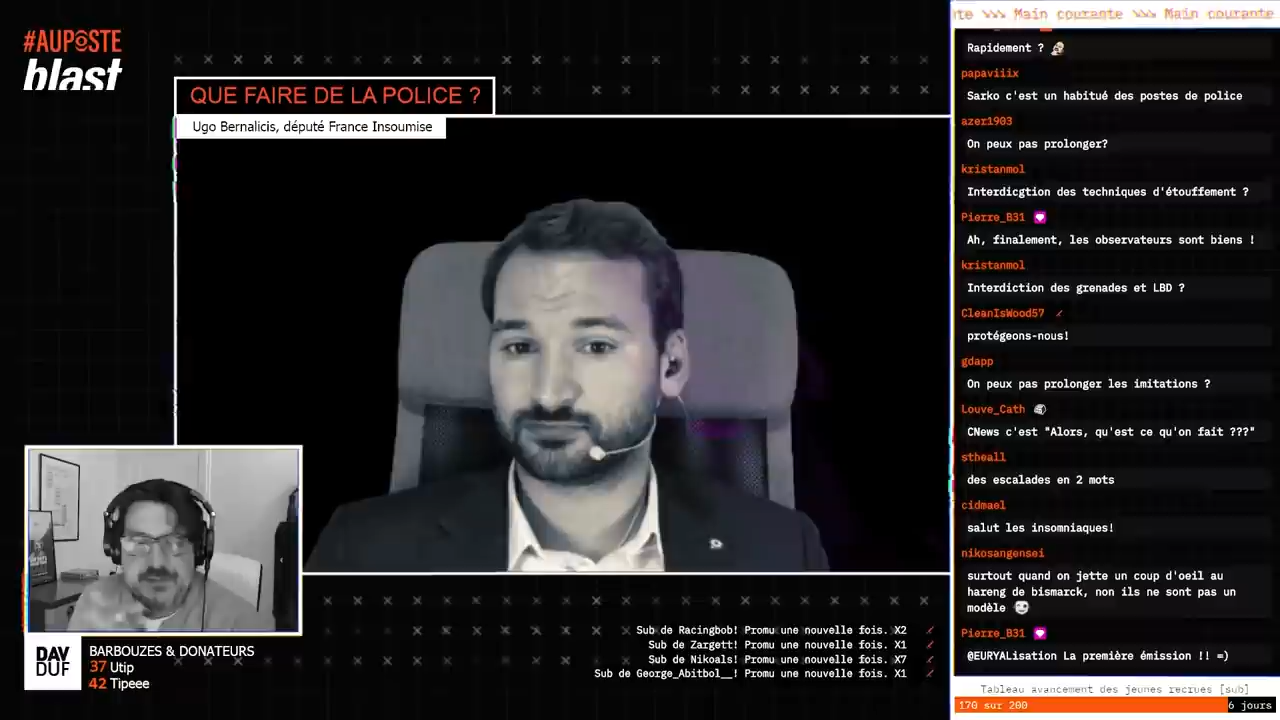 #AUPOSTE
blast
QUE FAIRE DE LA POLICE ?
Ugo Bernalicis, député France Insoumise
DAV
DUF
BARBOUZES & DONATEURS
37 Utip
42 Tipeee
Sub de Racingbob! Promu une nouvelle fois. X2
Sub de Zargett! Promu une nouvelle fois. X1
Sub de Nikoals! Promu une nouvelle fois. X7
Sub de George_Abitbol__! Promu une nouvelle fois. X1
nte >>> Main courante >>> Main courante
Rapidement ?
papaviiix
Sarko c'est un habitué des postes de police
azer1903
On peux pas prolonger?
kristanmol
Interdicgtion des techniques d'étouffement ?
Pierre_B31
Ah, finalement, les observateurs sont biens !
kristanmol
Interdiction des grenades et LBD ?
CleanIsWood57
protégeons-nous!
gdapp
On peux pas prolonger les imitations ?
Louve_Cath
CNews c'est "Alors, qu'est ce qu'on fait ???"
stheall
des escalades en 2 mots
cidmael
salut les insomniaques!
nikosangensei
surtout quand on jette un coup d'oeil au
hareng de bismarck, non ils ne sont pas un
modèle
Pierre_B31
@EURYALisation La première émission !! =)
Tableau avancement des jeunes recrues [sub]
170 sur 200
6 jours